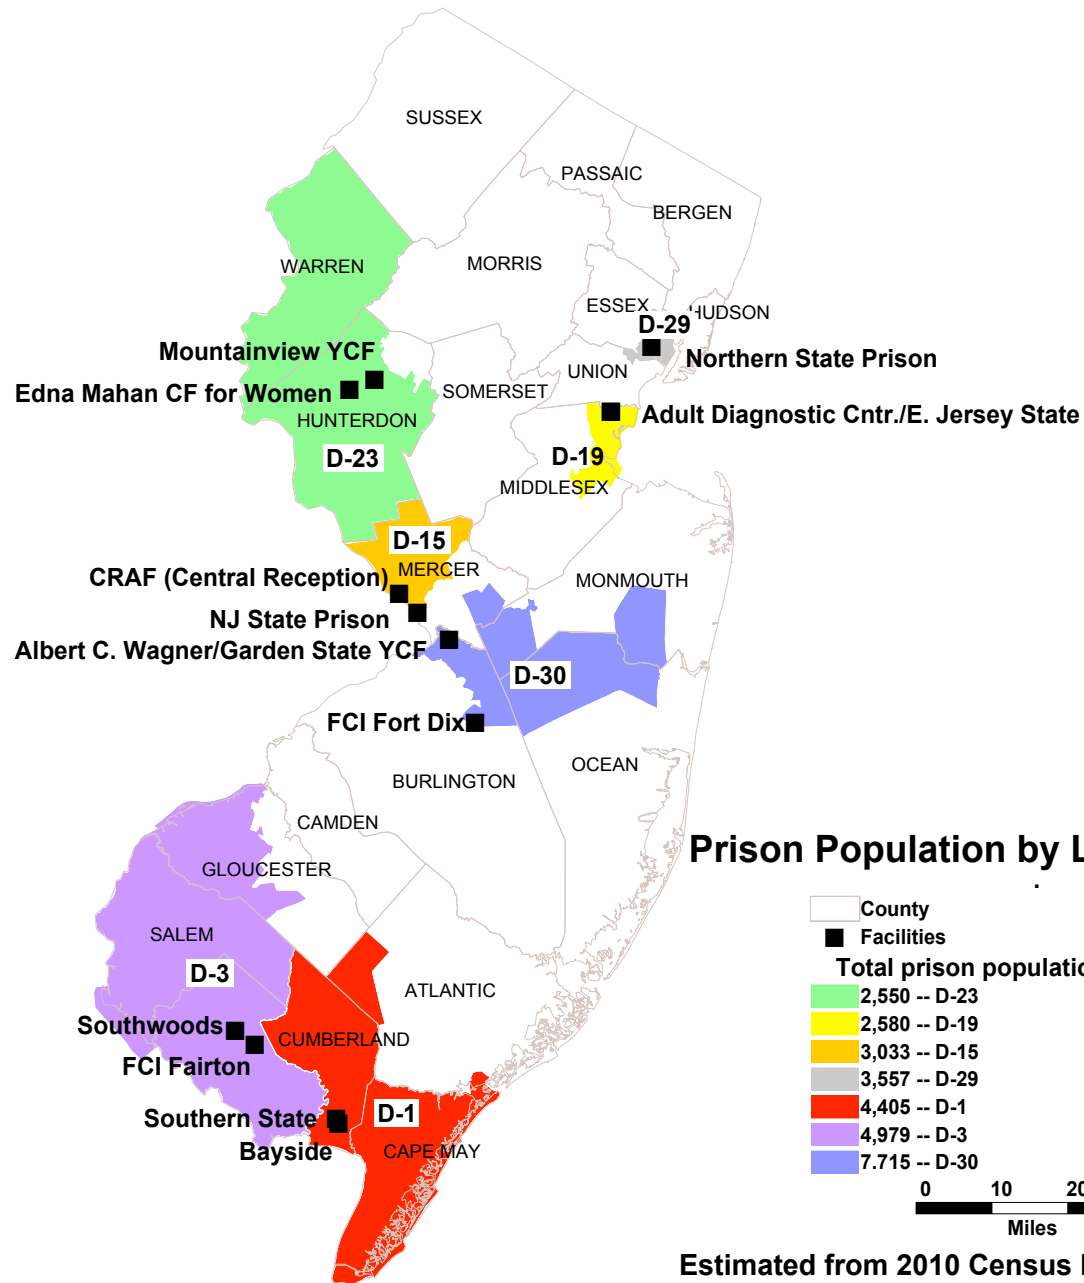 SUSSEX
PASSAIC
BERGEN
WARREN
MORRIS
ESSEX
HUDSON
D-29
Mountainview YCF
Northern State Prison
UNION
Edna Mahan CF for Women
SOMERSET
HUNTERDON
Adult Diagnostic Cntr./E. Jersey State
D-23
D-19
MIDDLESEX
D-15
CRAF (Central Reception)
MERCER
MONMOUTH
NJ State Prison
Albert C. Wagner/Garden State YCF
D-30
FCI Fort Dix
OCEAN
BURLINGTON
CAMDEN
GLOUCESTER
Prison Population by L
County
SALEM
Facilities
D-3
Total prison populatio
ATLANTIC
2,550 -- D-23
Southwoods
2,580 -- D-19
CUMBERLAND
3,033 -- D-15
FCI Fairton
3,557 -- D-29
4,405 -- D-1
Southern State
D-1
4,979 -- D-3
Bayside
CAPE MAY
7.715 -- D-30
0 10 20
Miles
Estimated from 2010 Census